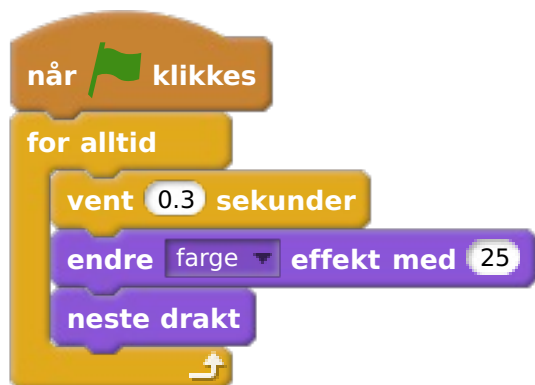 når klikkes
for alltid
vent 0.3 sekunder
endre farge effekt med 25
neste drakt